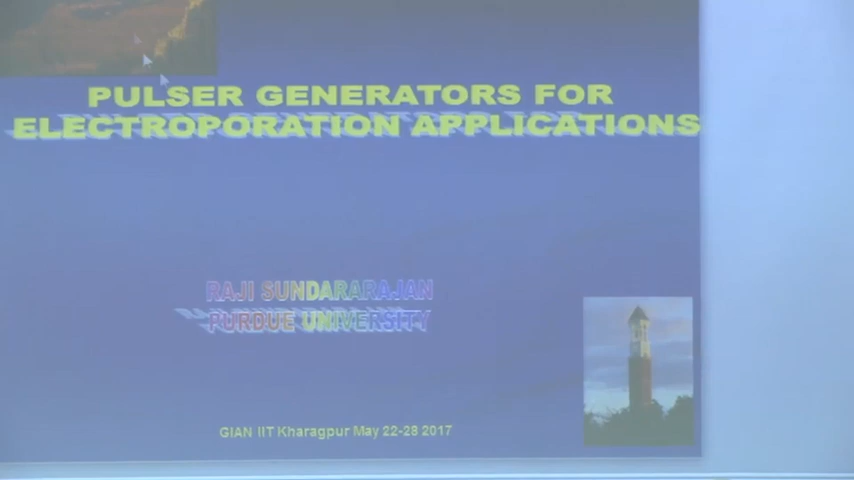 PULSER GENERATORS FOR
ELECTROPORATION APPLICATIONS
RAJI SUNDARARAJAN
PURDUE UNIVERSITY
GIAN IIT Kharagpur May 22-28 2017